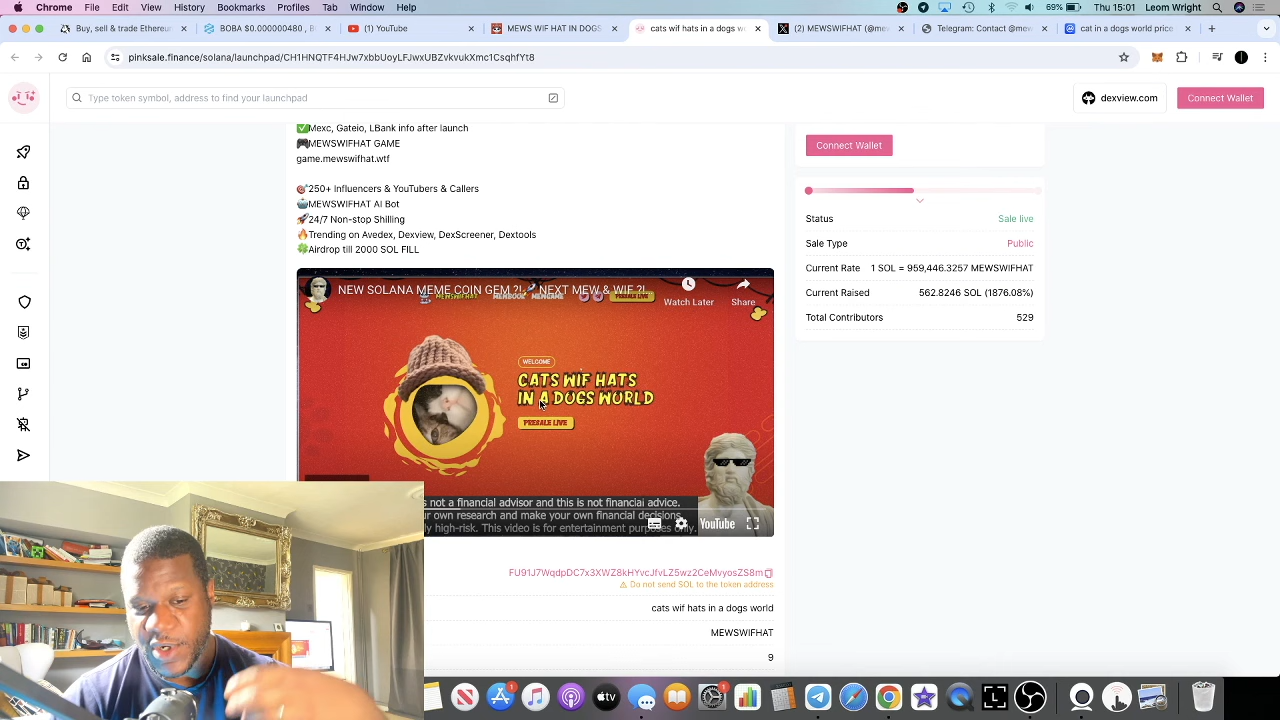 Chrome File Edit View History Bookmarks Profiles Tab Window Help
69% Thu 15:01 Leom Wright
Buy, sell & trade Ethereu
BOBA $0.000000480 , B
(1) YouTube
MEWS WIF HAT IN DOGS
cats wif hats in a dogs wo
(2) MEWSWIFHAT (@mew
Telegram: Contact @mew
cat in a dogs world price
pinksale.finance/solana/launchpad/CH1HNQTF4HJw7xbbUoyLFJwxUBZvkvukXmc1CsqhfYt8
Type token symbol, address to find your launchpad
dexview.com
Connect Wallet
✅Mexc, Gateio, LBank info after launch
🎮MEWSWIFHAT GAME
game.mewswifhat.wtf
🎯250+ Influencers & YouTubers & Callers
🤖MEWSWIFHAT AI Bot
🚀24/7 Non-stop Shilling
🔥Trending on Avedex, Dexview, DexScreener, Dextools
🍀Airdrop till 2000 SOL FILL
Connect Wallet
Status Sale live
Sale Type Public
Current Rate 1 SOL = 959,446.3257 MEWSWIFHAT
Current Raised 562.8246 SOL (1876.08%)
Total Contributors 529
NEW SOLANA MEME COIN GEM ?!🚀 NEXT MEW & WIF ?!
Watch Later
Share
MEWSWIFHAT
PRESALE LIVE
WELCOME
CATS WIF HATS
IN A DOGS WORLD
PRESALE LIVE
s not a financial advisor and this is not financial advice.
ur own research and make your own financial decisions.
ly high-risk. This video is for entertainment purposes only.
YouTube
FU91J7WqdpDC7x3XWZ8kHYvcJfvLZ5wz2CeMvyosZS8m
⚠ Do not send SOL to the token address
cats wif hats in a dogs world
MEWSWIFHAT
9